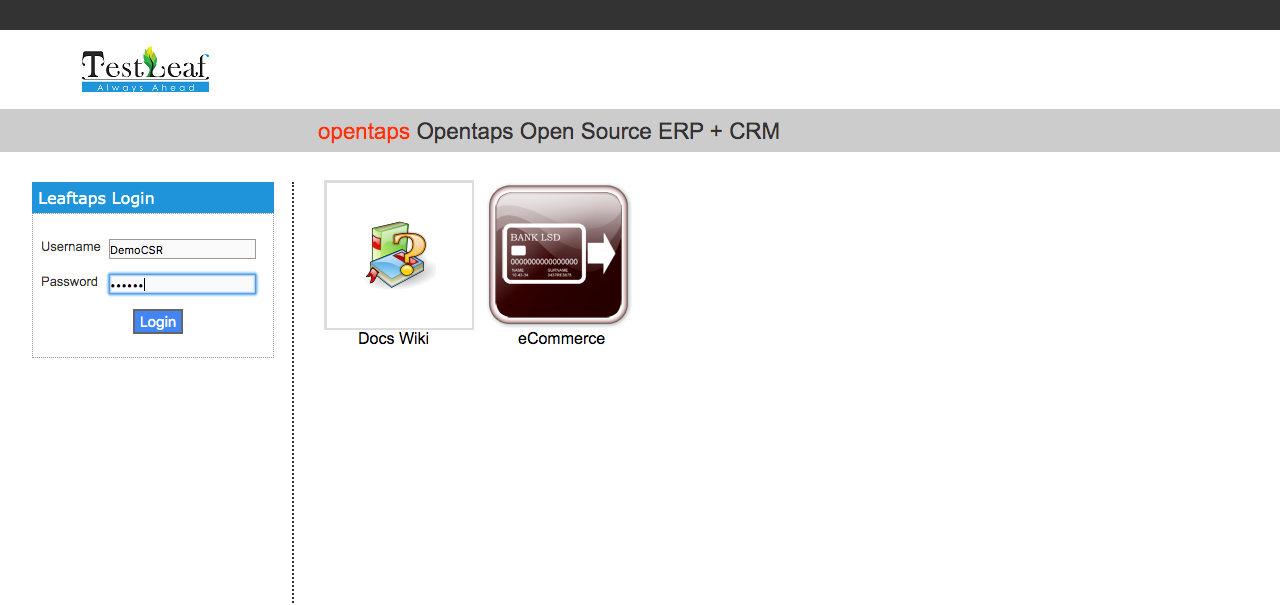 TestLeaf
Always Ahead
opentaps Opentaps Open Source ERP + CRM
Leaftaps Login
Username DemoCSR
Password ••••••
Login
BANK LSD
0000000000000000
NAME SURNAME
Docs Wiki
eCommerce